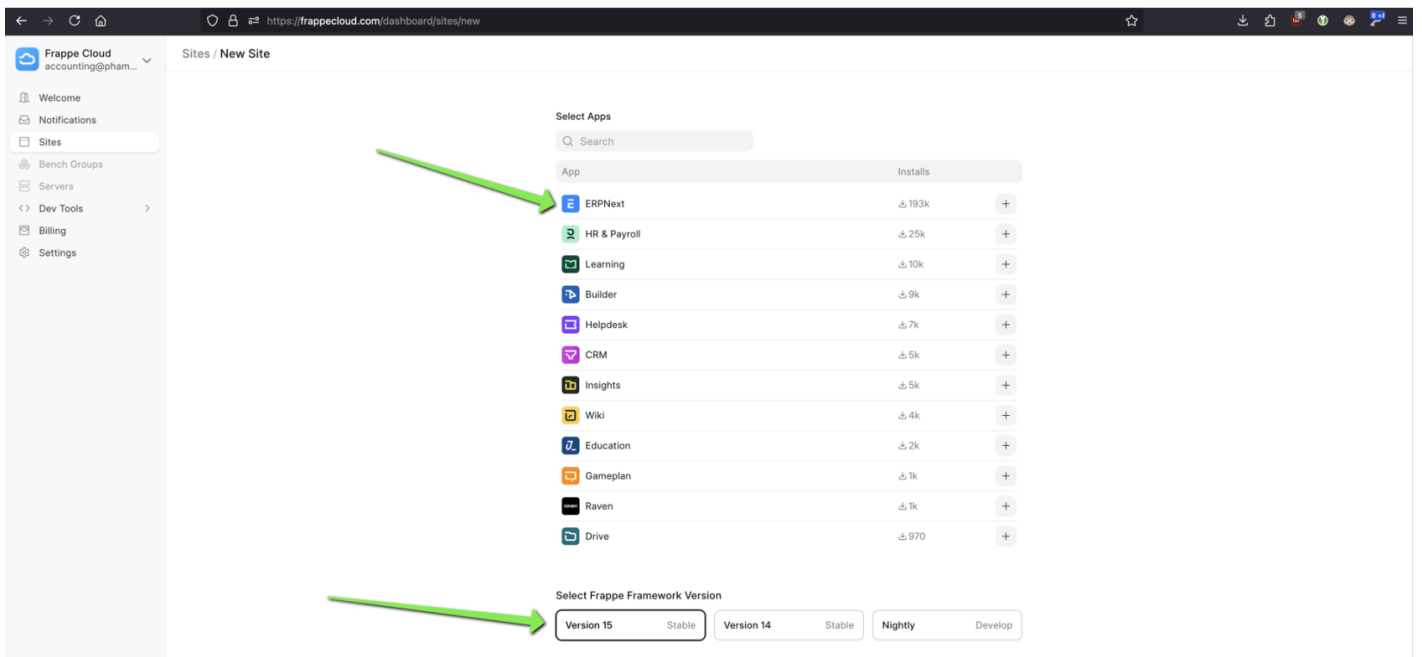 https://frappecloud.com/dashboard/sites/new
Frappe Cloud
accounting@pham...
Sites / New Site
Welcome
Notifications
Sites
Bench Groups
Servers
Dev Tools
Billing
Settings
Select Apps
Search
App Installs
ERPNext 193k
HR & Payroll 25k
Learning 10k
Builder 9k
Helpdesk 7k
CRM 5k
Insights 5k
Wiki 4k
Education 2k
Gameplan 1k
Raven 1k
Drive 970
Select Frappe Framework Version
Version 15 Stable Version 14 Stable Nightly Develop